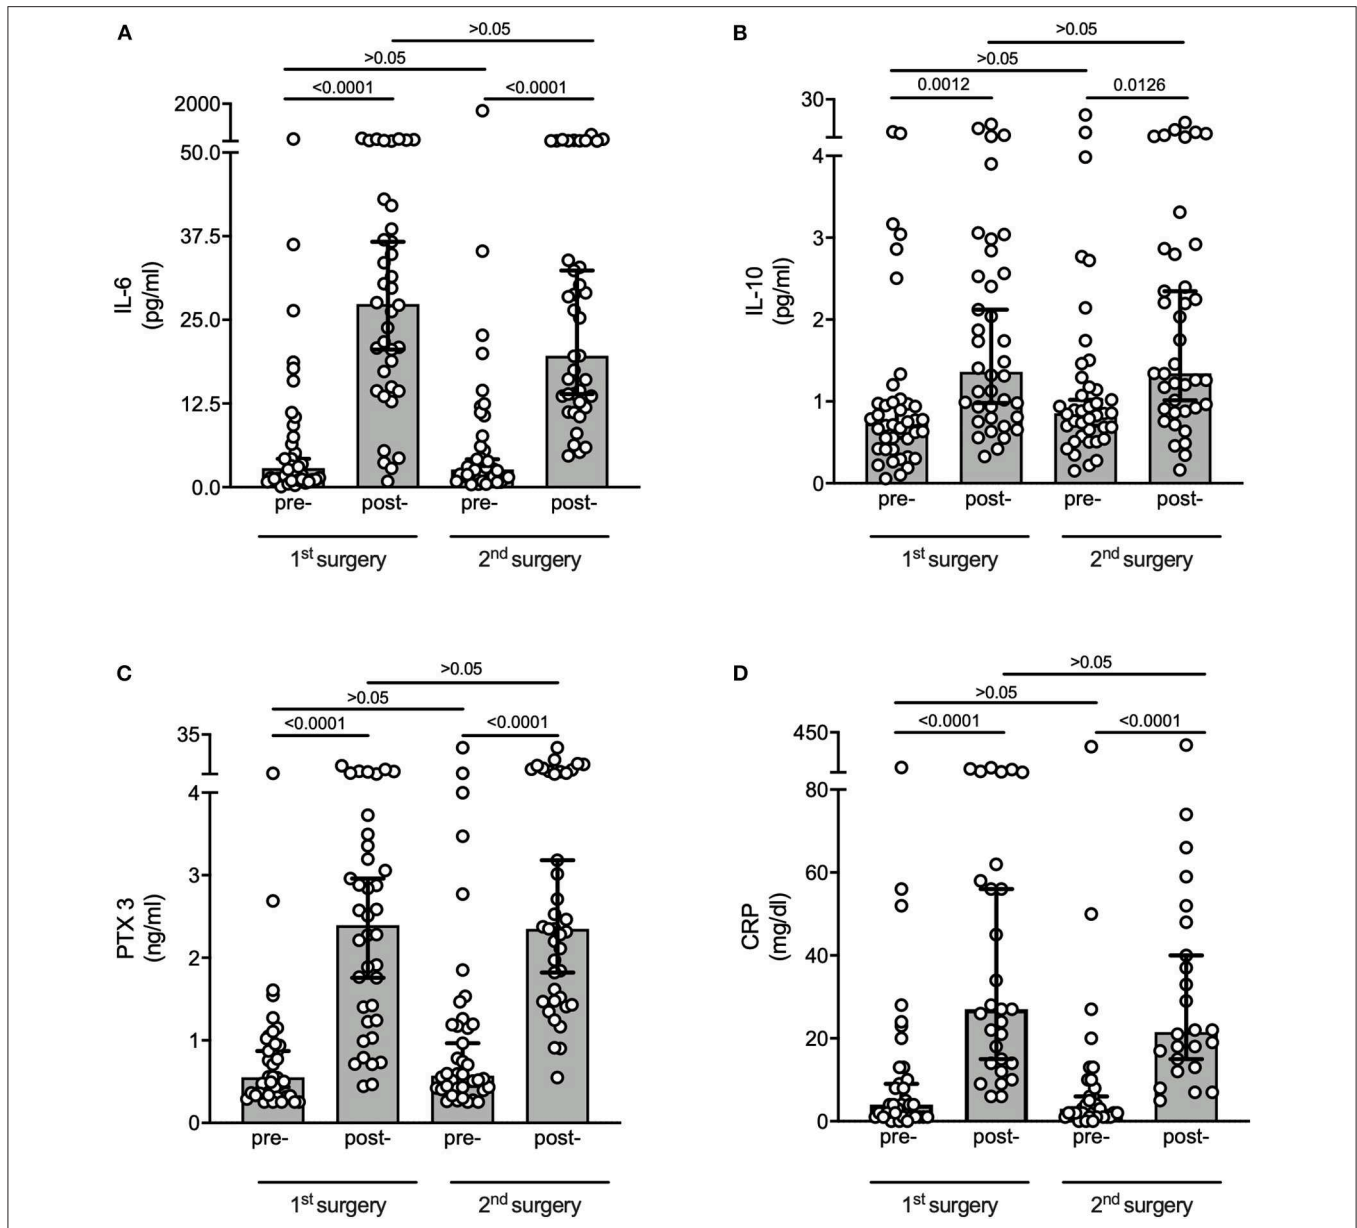 A
>0.05
>0.05
<0.0001 <0.0001
2000
50.0
37.5
25.0
12.5
0.0
IL-6
(pg/ml)
pre- post- pre- post-
1st surgery 2nd surgery
B
>0.05
>0.05
0.0012 0.0126
30
4
3
2
1
0
IL-10
(pg/ml)
pre- post- pre- post-
1st surgery 2nd surgery
C
>0.05
>0.05
<0.0001 <0.0001
35
4
3
2
1
0
PTX 3
(ng/ml)
pre- post- pre- post-
1st surgery 2nd surgery
D
>0.05
>0.05
<0.0001 <0.0001
450
80
60
40
20
0
CRP
(mg/dl)
pre- post- pre- post-
1st surgery 2nd surgery